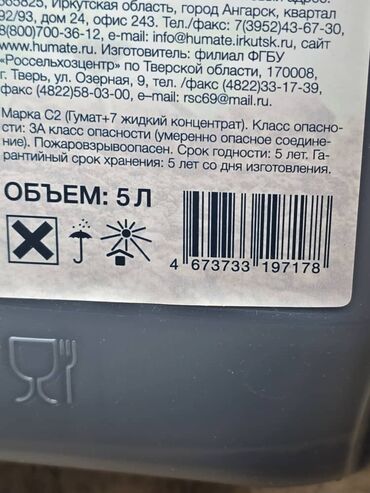 Иркутская область, город Ангарск, квартал
92/93, дом 24, офис 243. Тел./факс: 7(3952)43-67-30,
8(800)700-36-12, e-mail: info@humate.irkutsk.ru, сайт
www.humate.ru. Изготовитель: филиал ФГБУ
«Россельхозцентр» по Тверской области, 170008,
г. Тверь, ул. Озерная, 9, тел./факс (4822)33-17-39,
(4822)58-03-00, e–mail: rsc69@mail.ru.
Марка С2 (Гумат+7 жидкий концентрат). Класс опасно-
сти: 3А класс опасности (умеренно опасное соедине-
ние). Пожаровзрывоопасен. Срок годности: 5 лет. Га-
рантийный срок хранения: 5 лет со дня изготовления.
ОБЪЕМ: 5 Л
4 673733 197178